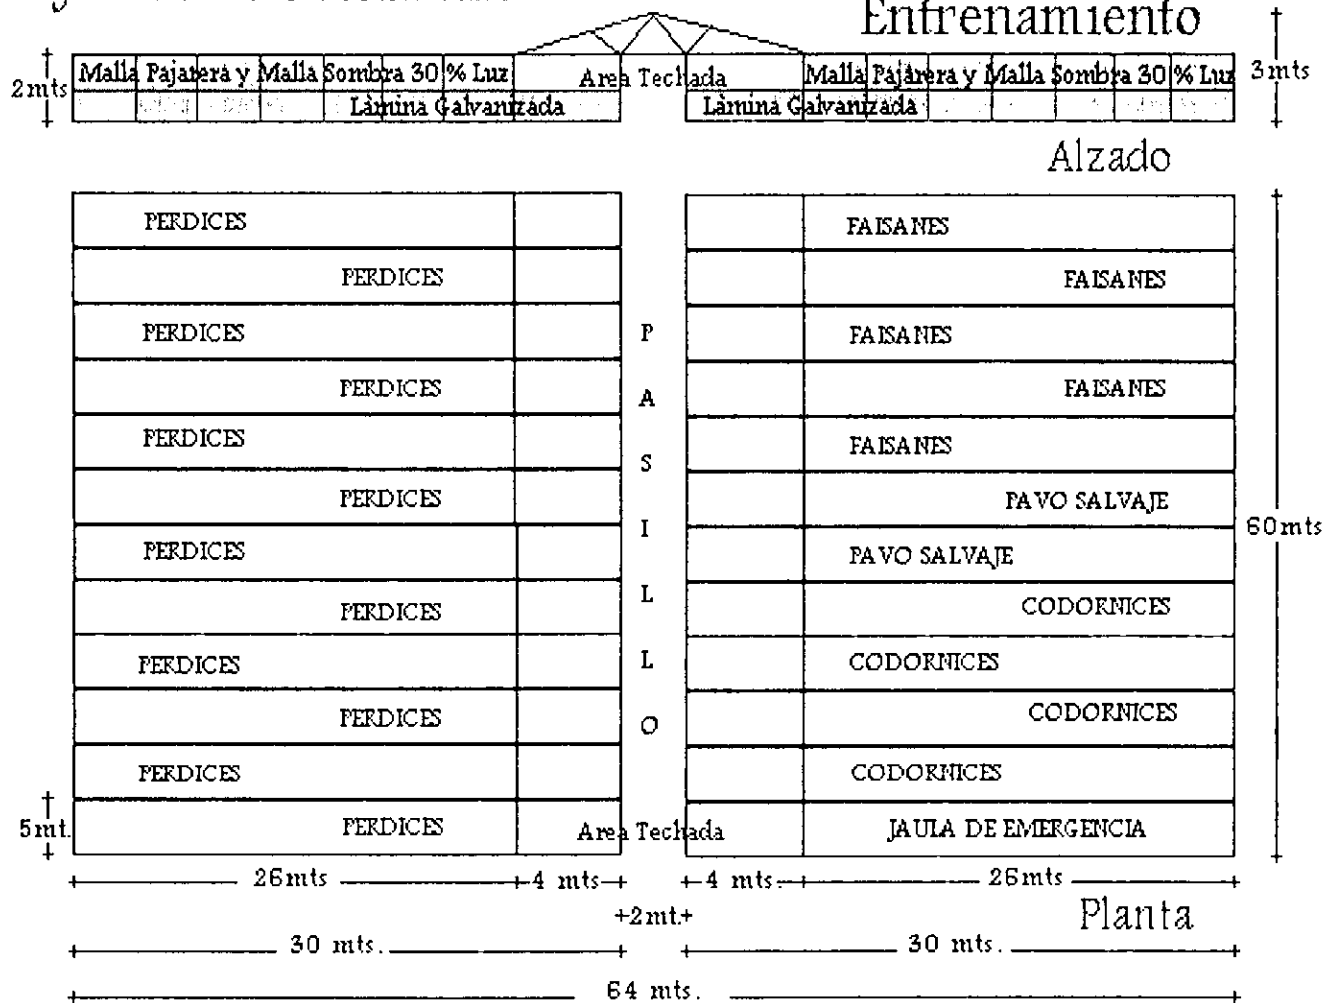 Entrenamiento
2mts
Malla Pajarera y Malla Sombra 30 % Luz
Area Techada
Malla Pajarera y Malla Sombra 30 % Luz
3mts
Làmina Galvanizada
Làmina Galvanizada
Alzado
PERDICES
FAISANES
PERDICES
FAISANES
PERDICES
FAISANES
PERDICES
FAISANES
PERDICES
FAISANES
PERDICES
PAVO SALVAJE
PERDICES
PAVO SALVAJE
PERDICES
CODORNICES
PERDICES
CODORNICES
PERDICES
CODORNICES
PERDICES
CODORNICES
PERDICES
JAULA DE EMERGENCIA
P
A
S
I
L
L
O
Area Techada
60mts
5mt.
26mts
4 mts
4 mts.
26mts
2mt.
Planta
30 mts.
30 mts.
64 mts.